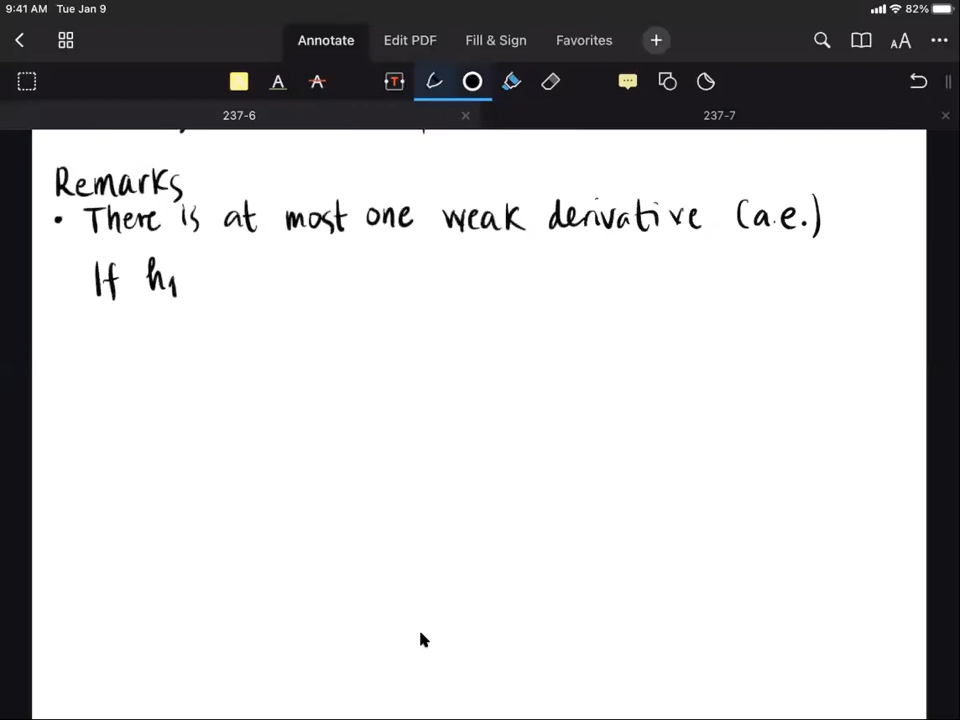 9:41 AM Tue Jan 9 82%
Annotate Edit PDF Fill & Sign Favorites
237-6 237-7
Remarks
• There is at most one weak derivative (a.e.)
If h₁